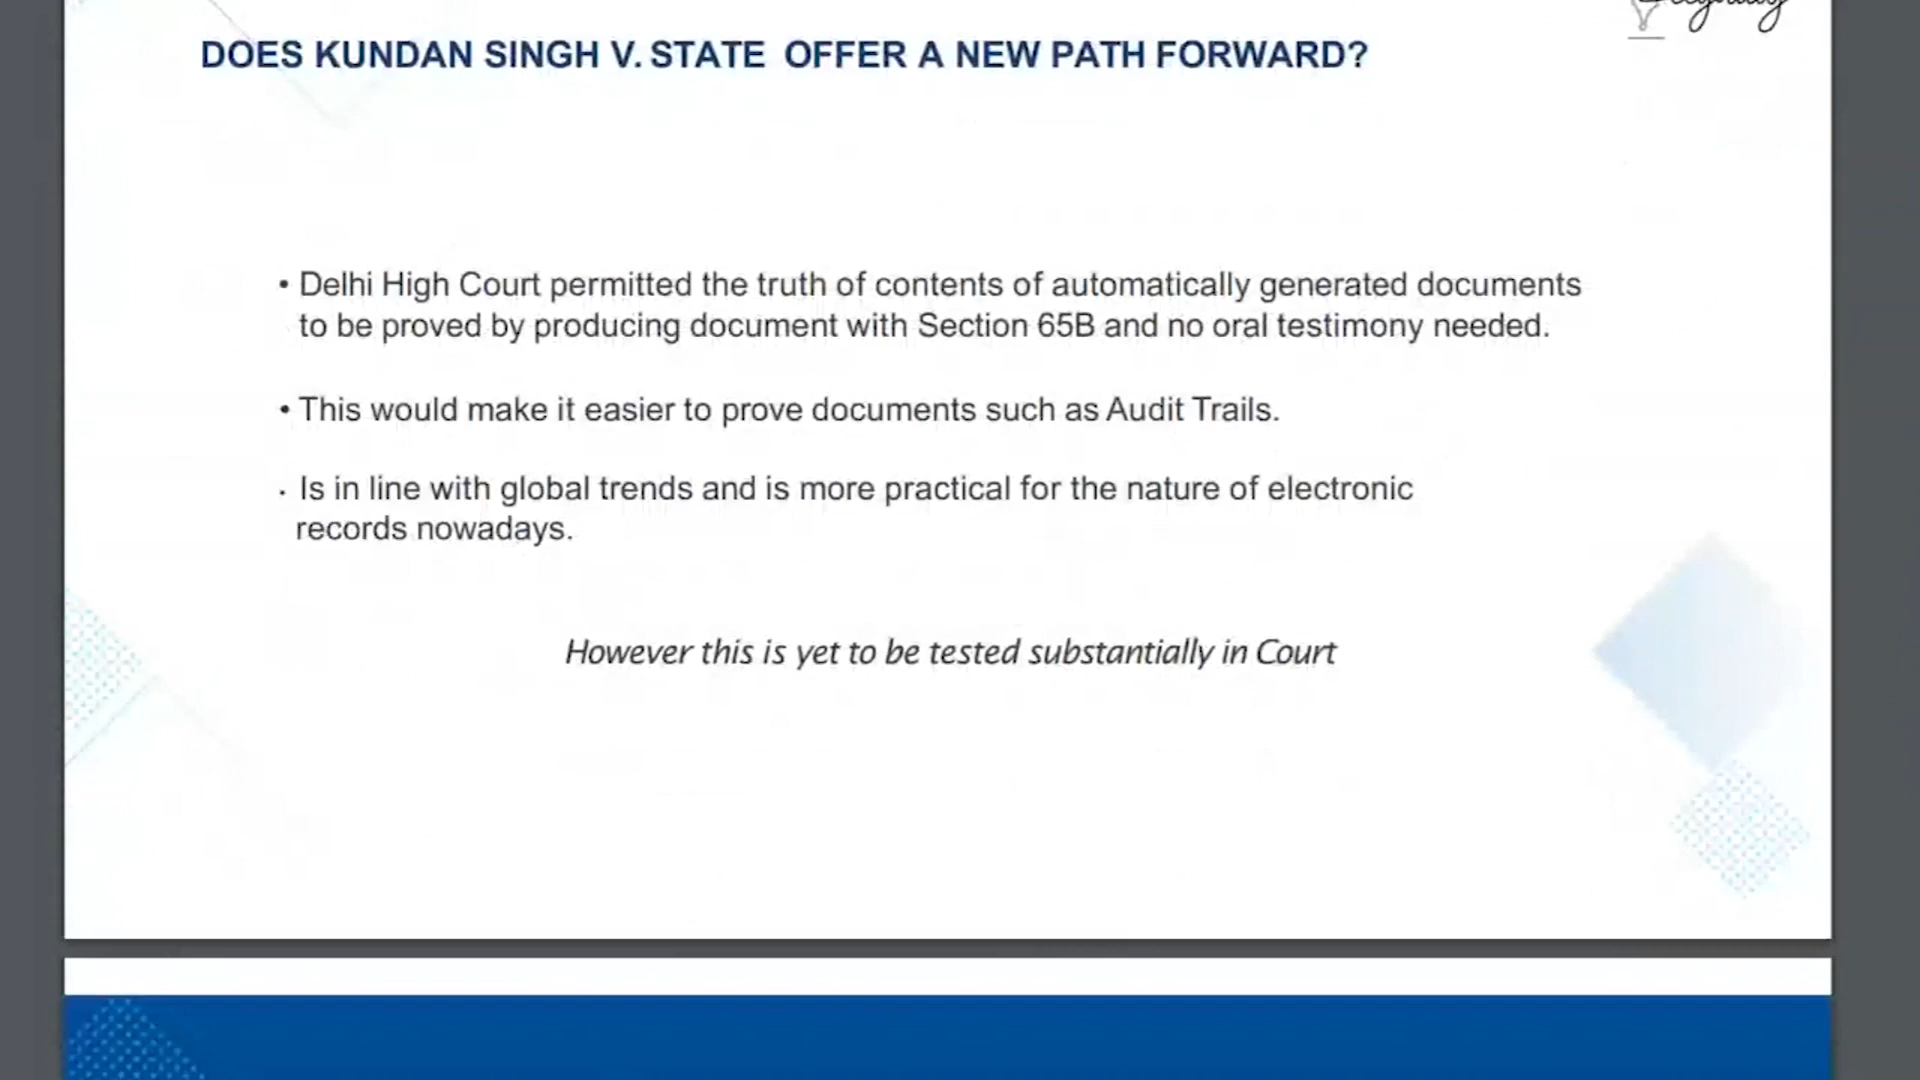 DOES KUNDAN SINGH V. STATE OFFER A NEW PATH FORWARD?
• Delhi High Court permitted the truth of contents of automatically generated documents
to be proved by producing document with Section 65B and no oral testimony needed.
• This would make it easier to prove documents such as Audit Trails.
· Is in line with global trends and is more practical for the nature of electronic
records nowadays.
However this is yet to be tested substantially in Court